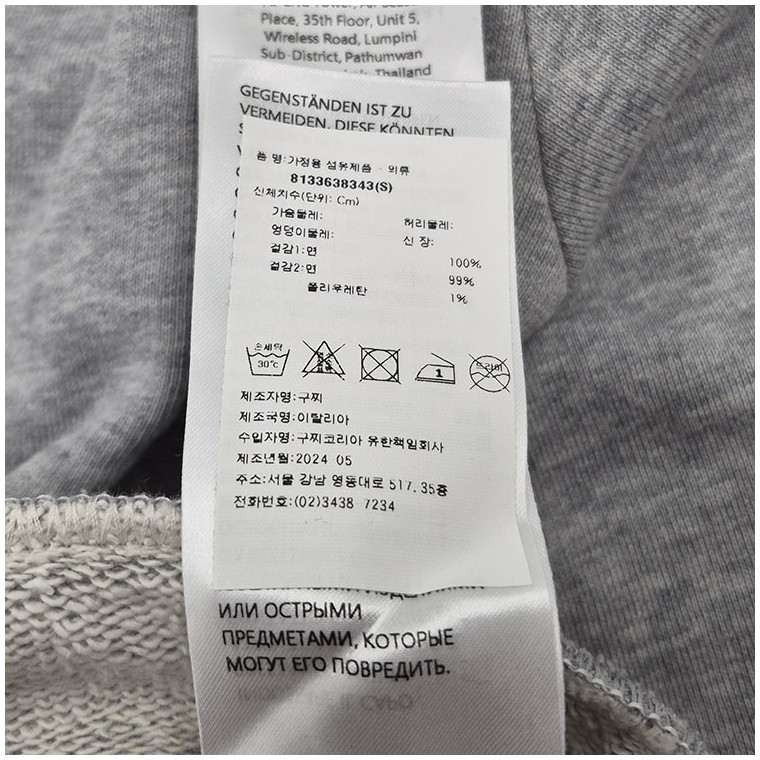 Place, 35th Floor, Unit 5,
Wireless Road, Lumpini
Sub-District, Pathumwan
Thailand
GEGENSTÄNDEN IST ZU
VERMEIDEN. DIESE KÖNNTEN
품 명:가정용 섬유제품 - 의류
8133638343(S)
신체치수(단위: Cm)
가슴둘레: 허리둘레:
엉덩이둘레: 신 장:
겉감1:면 100%
겉감2:면 99%
폴리우레탄 1%
손세탁
30°c
드라이
1
제조자명:구찌
제조국명:이탈리아
수입자명:구찌코리아 유한책임회사
제조년월:2024 05
주소:서울 강남 영동대로 517, 35층
전화번호:(02)3438 7234
ИЛИ ОСТРЫМИ
ПРЕДМЕТАМИ, КОТОРЫЕ
МОГУТ ЕГО ПОВРЕДИТЬ.